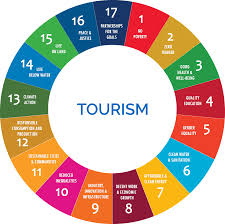 1
NO
POVERTY
2
ZERO
HUNGER
3
HEALTH &
WELL-BEING
4
QUALITY
EDUCATION
5
GENDER
EQUALITY
6
CLEAN WATER
& SANITATION
7
AFFORDABLE &
CLEAN ENERGY
8
DECENT WORK
& ECONOMIC
GROWTH
9
INDUSTRY,
INNOVATION &
INFRASTRUCTURE
10
REDUCED
INEQUALITIES
11
SUSTAINABLE CITIES
& COMMUNITIES
12
RESPONSIBLE
CONSUMPTION AND
PRODUCTION
13
CLIMATE
ACTION
14
LIFE
BELOW WATER
15
LIFE
ON LAND
16
PEACE &
JUSTICE
17
PARTNERSHIPS
FOR THE
GOALS
TOURISM